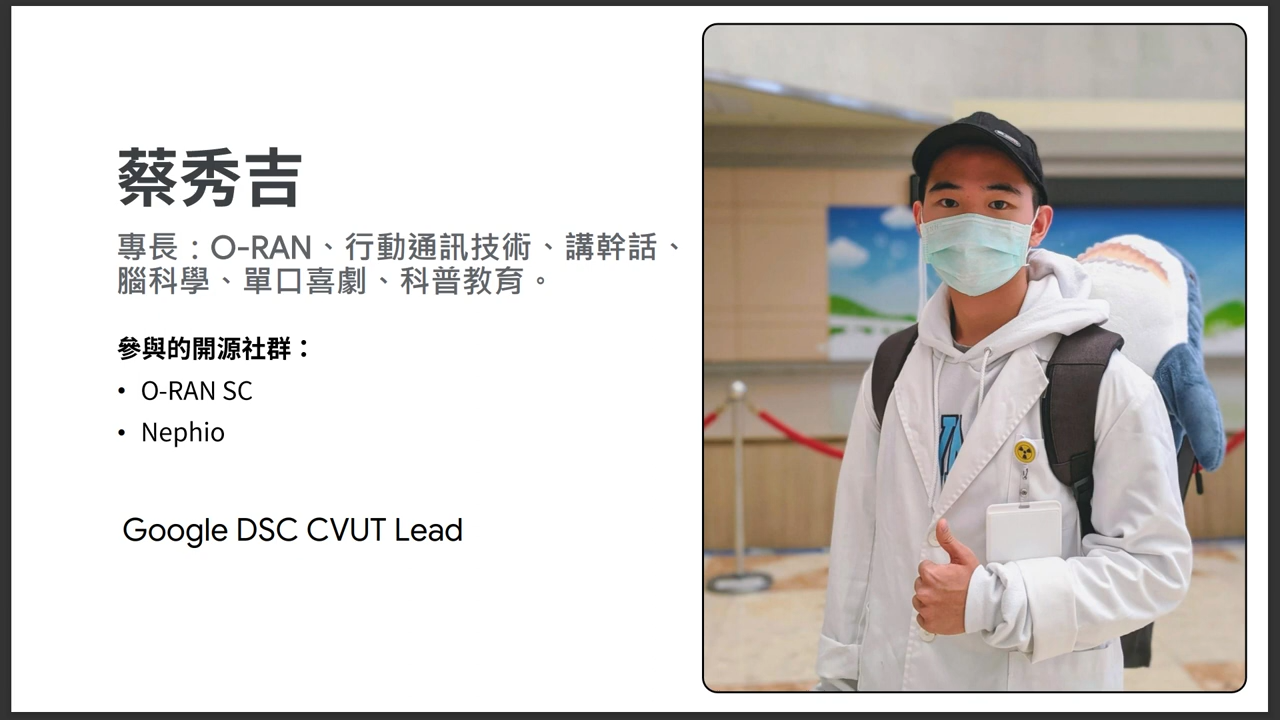 蔡秀吉
專長：O-RAN、行動通訊技術、講幹話、
腦科學、單口喜劇、科普教育。
參與的開源社群：
• O-RAN SC
• Nephio
Google DSC CVUT Lead